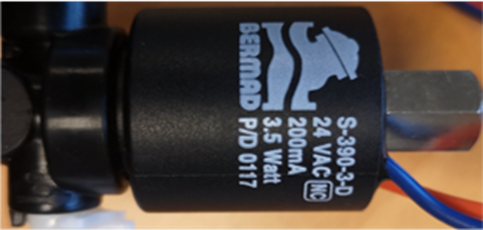 BERMAD
S-390-3-D
24 VAC NC
200mA
3.5 Watt
P/D 0117